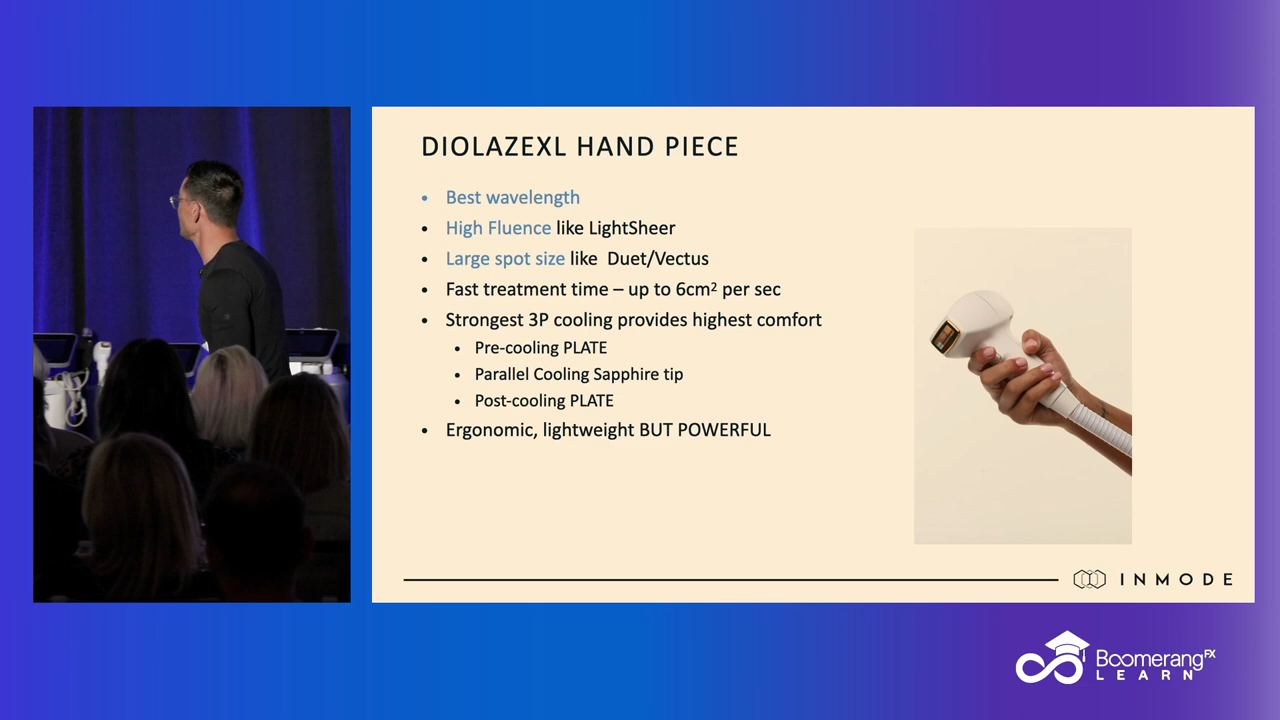 DIOLAZEXL HAND PIECE
• Best wavelength
• High Fluence like LightSheer
• Large spot size like Duet/Vectus
• Fast treatment time – up to 6cm² per sec
• Strongest 3P cooling provides highest comfort
• Pre-cooling PLATE
• Parallel Cooling Sapphire tip
• Post-cooling PLATE
• Ergonomic, lightweight BUT POWERFUL
INMODE
BoomerangFX
LEARN